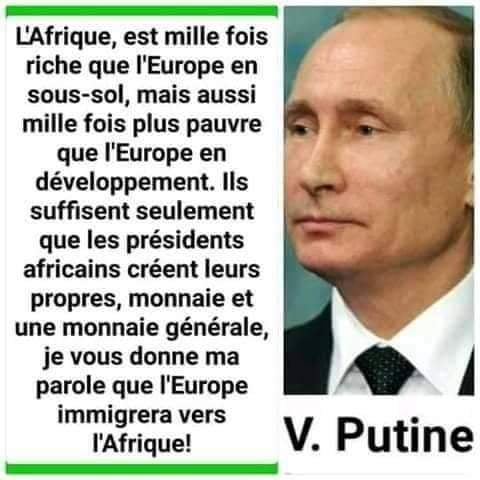 L'Afrique, est mille fois
riche que l'Europe en
sous-sol, mais aussi
mille fois plus pauvre
que l'Europe en
développement. Ils
suffisent seulement
que les présidents
africains créent leurs
propres, monnaie et
une monnaie générale,
je vous donne ma
parole que l'Europe
immigrera vers
l'Afrique!
V. Putine